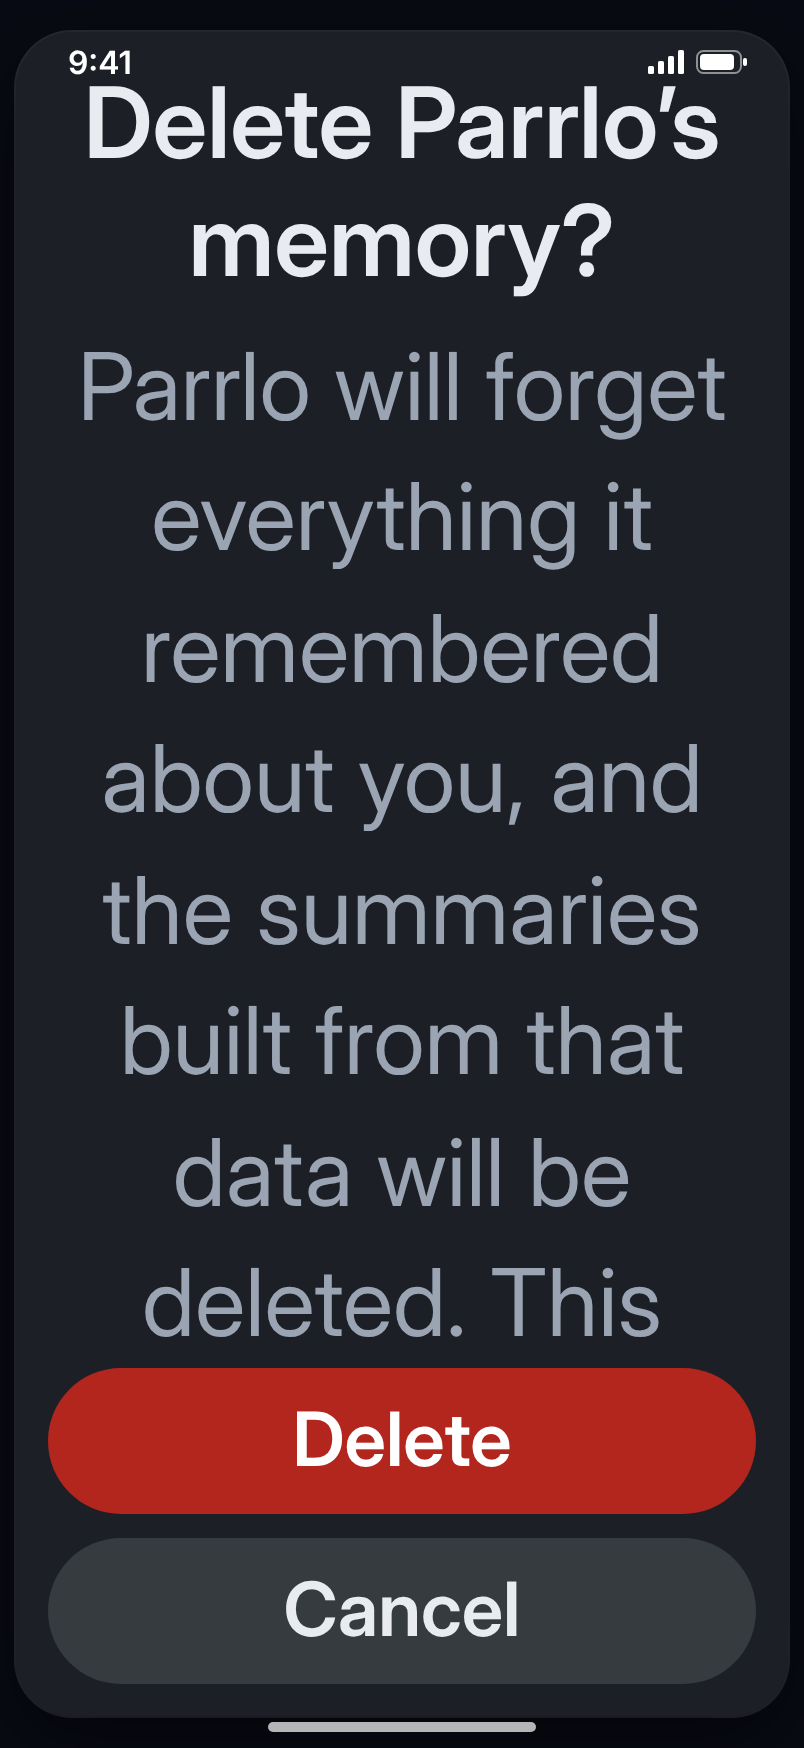 9:41
Delete Parrlo’s
memory?
Parrlo will forget
everything it
remembered
about you, and
the summaries
built from that
data will be
deleted. This
Delete
Cancel